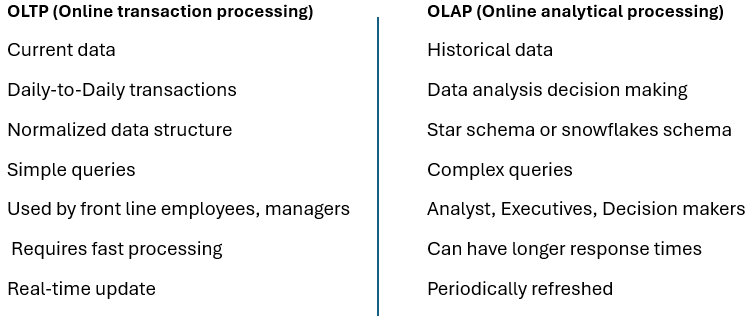 OLTP (Online transaction processing)
Current data
Daily-to-Daily transactions
Normalized data structure
Simple queries
Used by front line employees, managers
Requires fast processing
Real-time update
OLAP (Online analytical processing)
Historical data
Data analysis decision making
Star schema or snowflakes schema
Complex queries
Analyst, Executives, Decision makers
Can have longer response times
Periodically refreshed